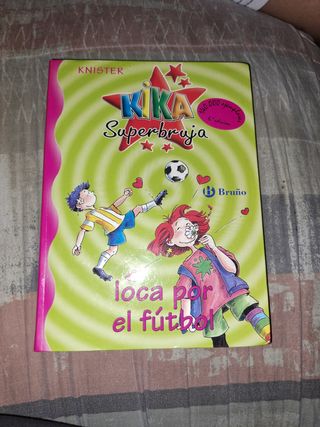 KNISTER
KIKA
Superbruja
Bruño
loca por
el fútbol